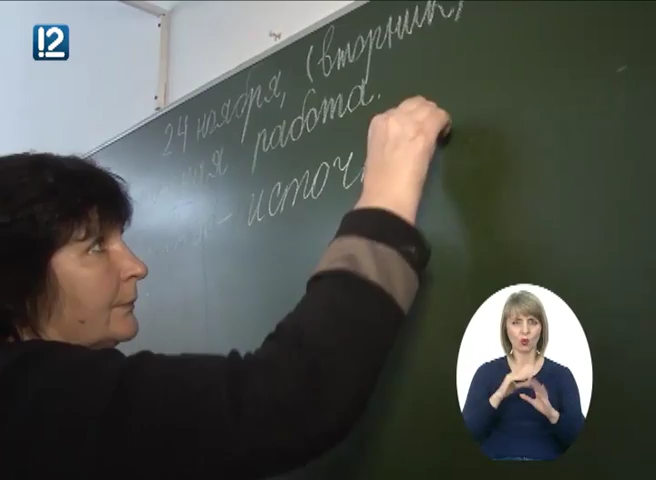 12
24 ноября, (вторник)
работа.
- источ